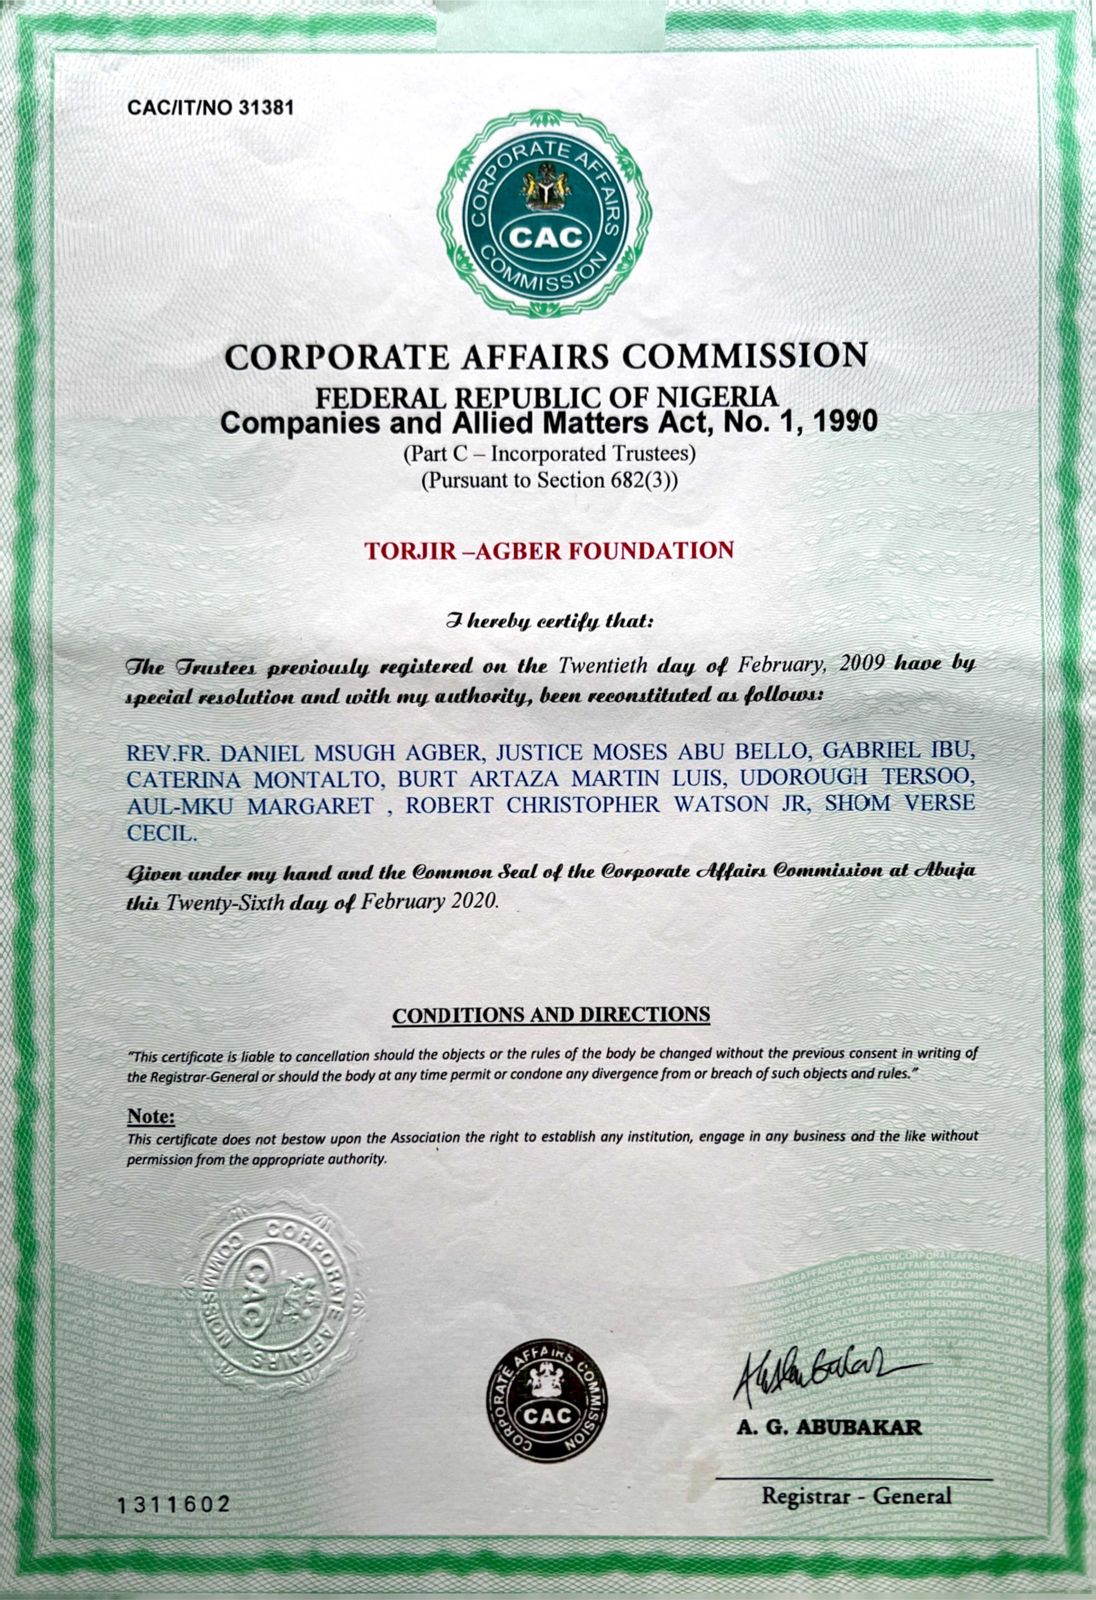 CAC/IT/NO 31381
CORPORATE AFFAIRS
CAC
COMMISSION
CORPORATE AFFAIRS COMMISSION
FEDERAL REPUBLIC OF NIGERIA
Companies and Allied Matters Act, No. 1, 1990
(Part C – Incorporated Trustees)
(Pursuant to Section 682(3))
TORJIR –AGBER FOUNDATION
I hereby certify that:
The Trustees previously registered on the Twentieth day of February, 2009 have by
special resolution and with my authority, been reconstituted as follows:
REV.FR. DANIEL MSUGH AGBER, JUSTICE MOSES ABU BELLO, GABRIEL IBU,
CATERINA MONTALTO, BURT ARTAZA MARTIN LUIS, UDOROUGH TERSOO,
AUL-MKU MARGARET , ROBERT CHRISTOPHER WATSON JR, SHOM VERSE
CECIL.
Given under my hand and the Common Seal of the Corporate Affairs Commission at Abuja
this Twenty-Sixth day of February 2020.
CONDITIONS AND DIRECTIONS
"This certificate is liable to cancellation should the objects or the rules of the body be changed without the previous consent in writing of
the Registrar-General or should the body at any time permit or condone any divergence from or breach of such objects and rules."
Note:
This certificate does not bestow upon the Association the right to establish any institution, engage in any business and the like without
permission from the appropriate authority.
CORPORATE AFFAIRS
CAC
COMMISSION
CORPORATE AFFAIRS COMMISSION
CAC
A. G. ABUBAKAR
Registrar - General
1311602